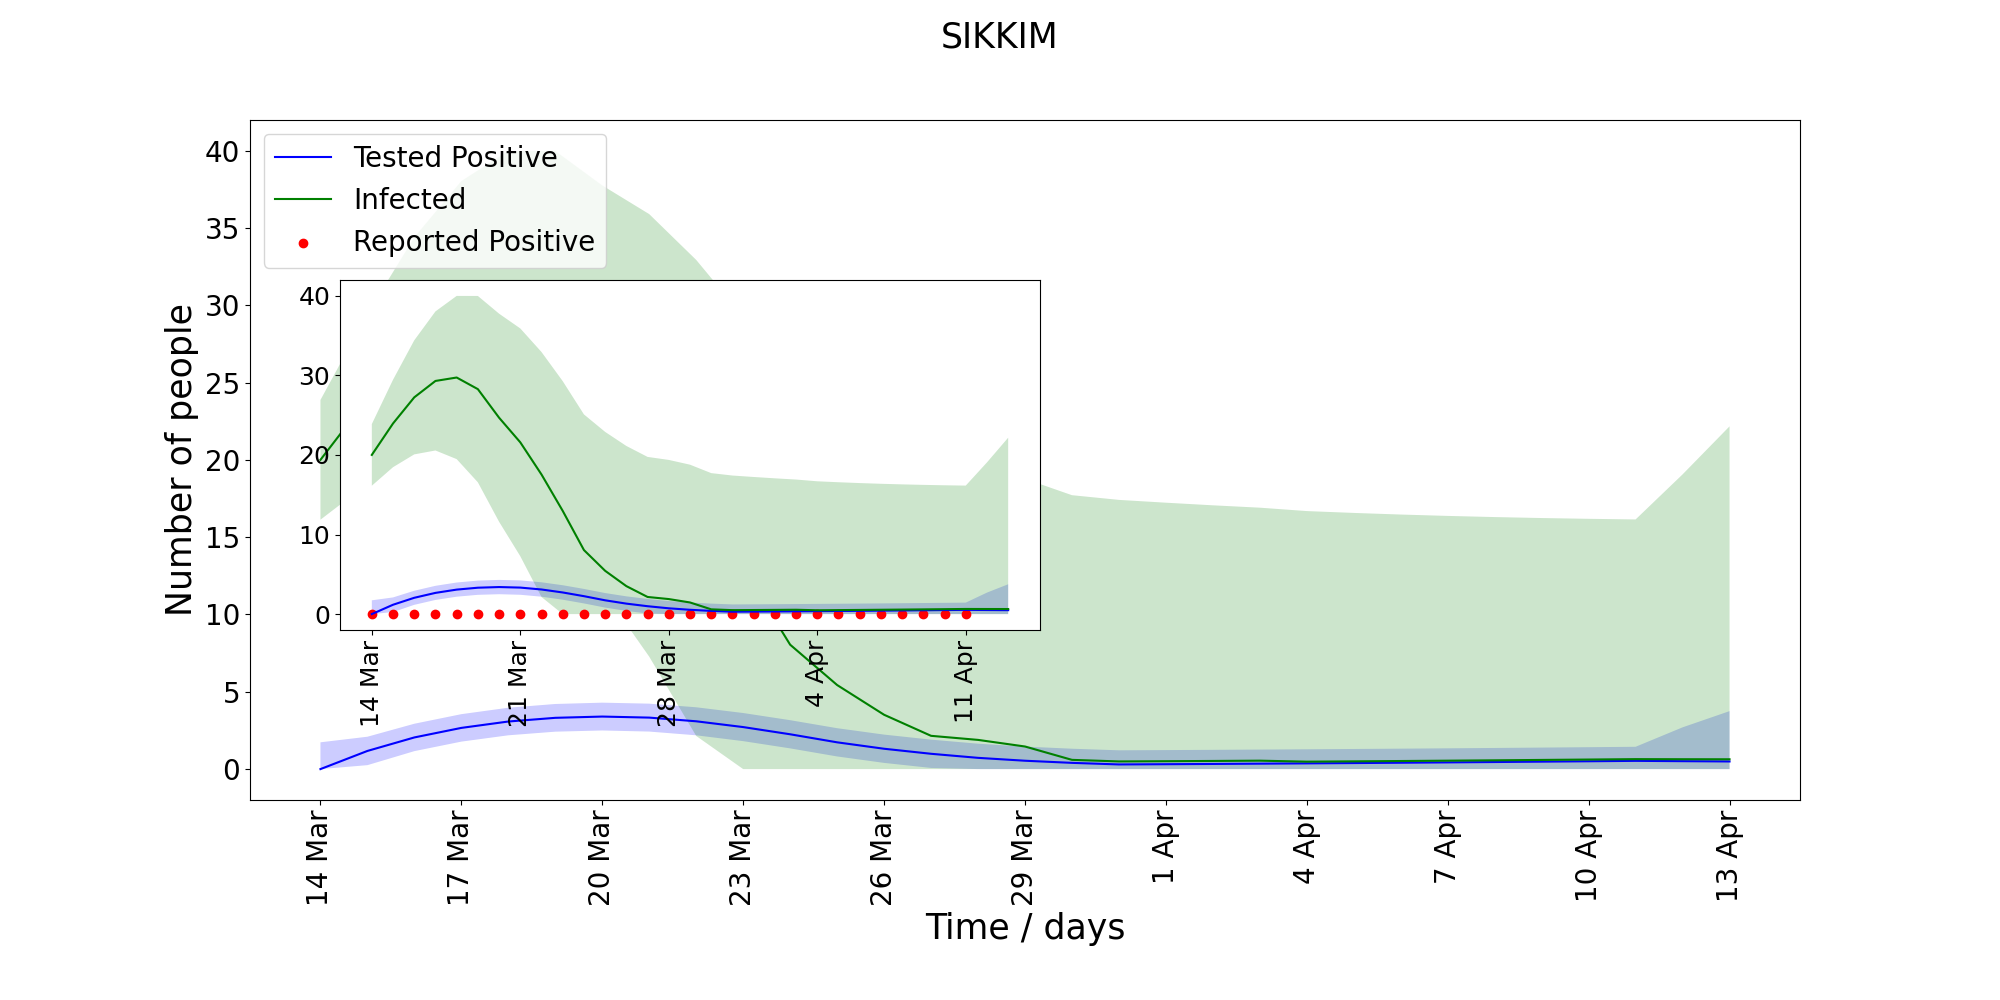 SIKKIM
Tested Positive
Infected
Reported Positive
Number of people
40
35
30
25
20
15
10
5
0
40
30
20
10
0
14 Mar
21 Mar
28 Mar
4 Apr
11 Apr
14 Mar
17 Mar
20 Mar
23 Mar
26 Mar
29 Mar
1 Apr
4 Apr
7 Apr
10 Apr
13 Apr
Time / days